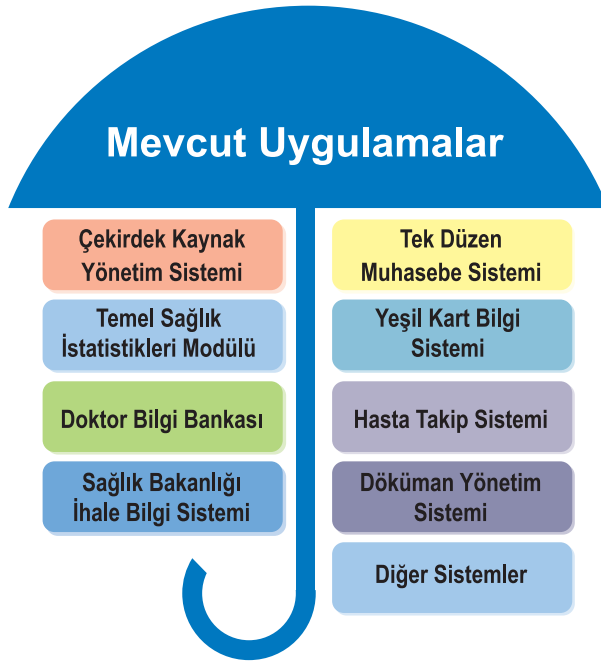 Mevcut Uygulamalar
Çekirdek Kaynak
Yönetim Sistemi
Temel Sağlık
İstatistikleri Modülü
Doktor Bilgi Bankası
Sağlık Bakanlığı
İhale Bilgi Sistemi
Tek Düzen
Muhasebe Sistemi
Yeşil Kart Bilgi
Sistemi
Hasta Takip Sistemi
Döküman Yönetim
Sistemi
Diğer Sistemler